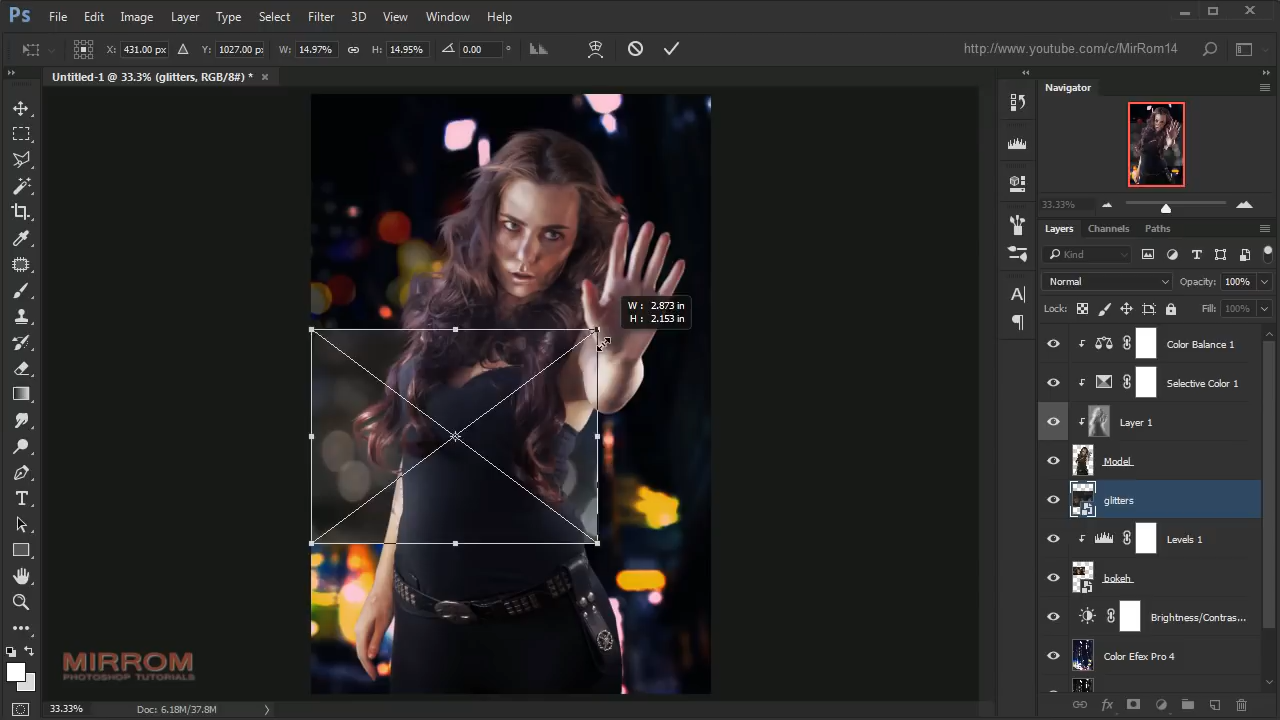 Ps File Edit Image Layer Type Select Filter 3D View Window Help
X: 431.00 px Y: 1027.00 px W: 14.97% H: 14.95% 0.00 ° http://www.youtube.com/c/MirRom14
Untitled-1 @ 33.3% (glitters, RGB/8#) * ×
Navigator
33.33%
Layers Channels Paths
Kind
Normal Opacity: 100%
Lock: Fill: 100%
W: 2.873 in
H: 2.153 in
Color Balance 1
Selective Color 1
Layer 1
Model
glitters
Levels 1
bokeh
Brightness/Contras...
Color Efex Pro 4
MIRROM
PHOTOSHOP TUTORIALS
33.33% Doc: 6.18M/37.8M